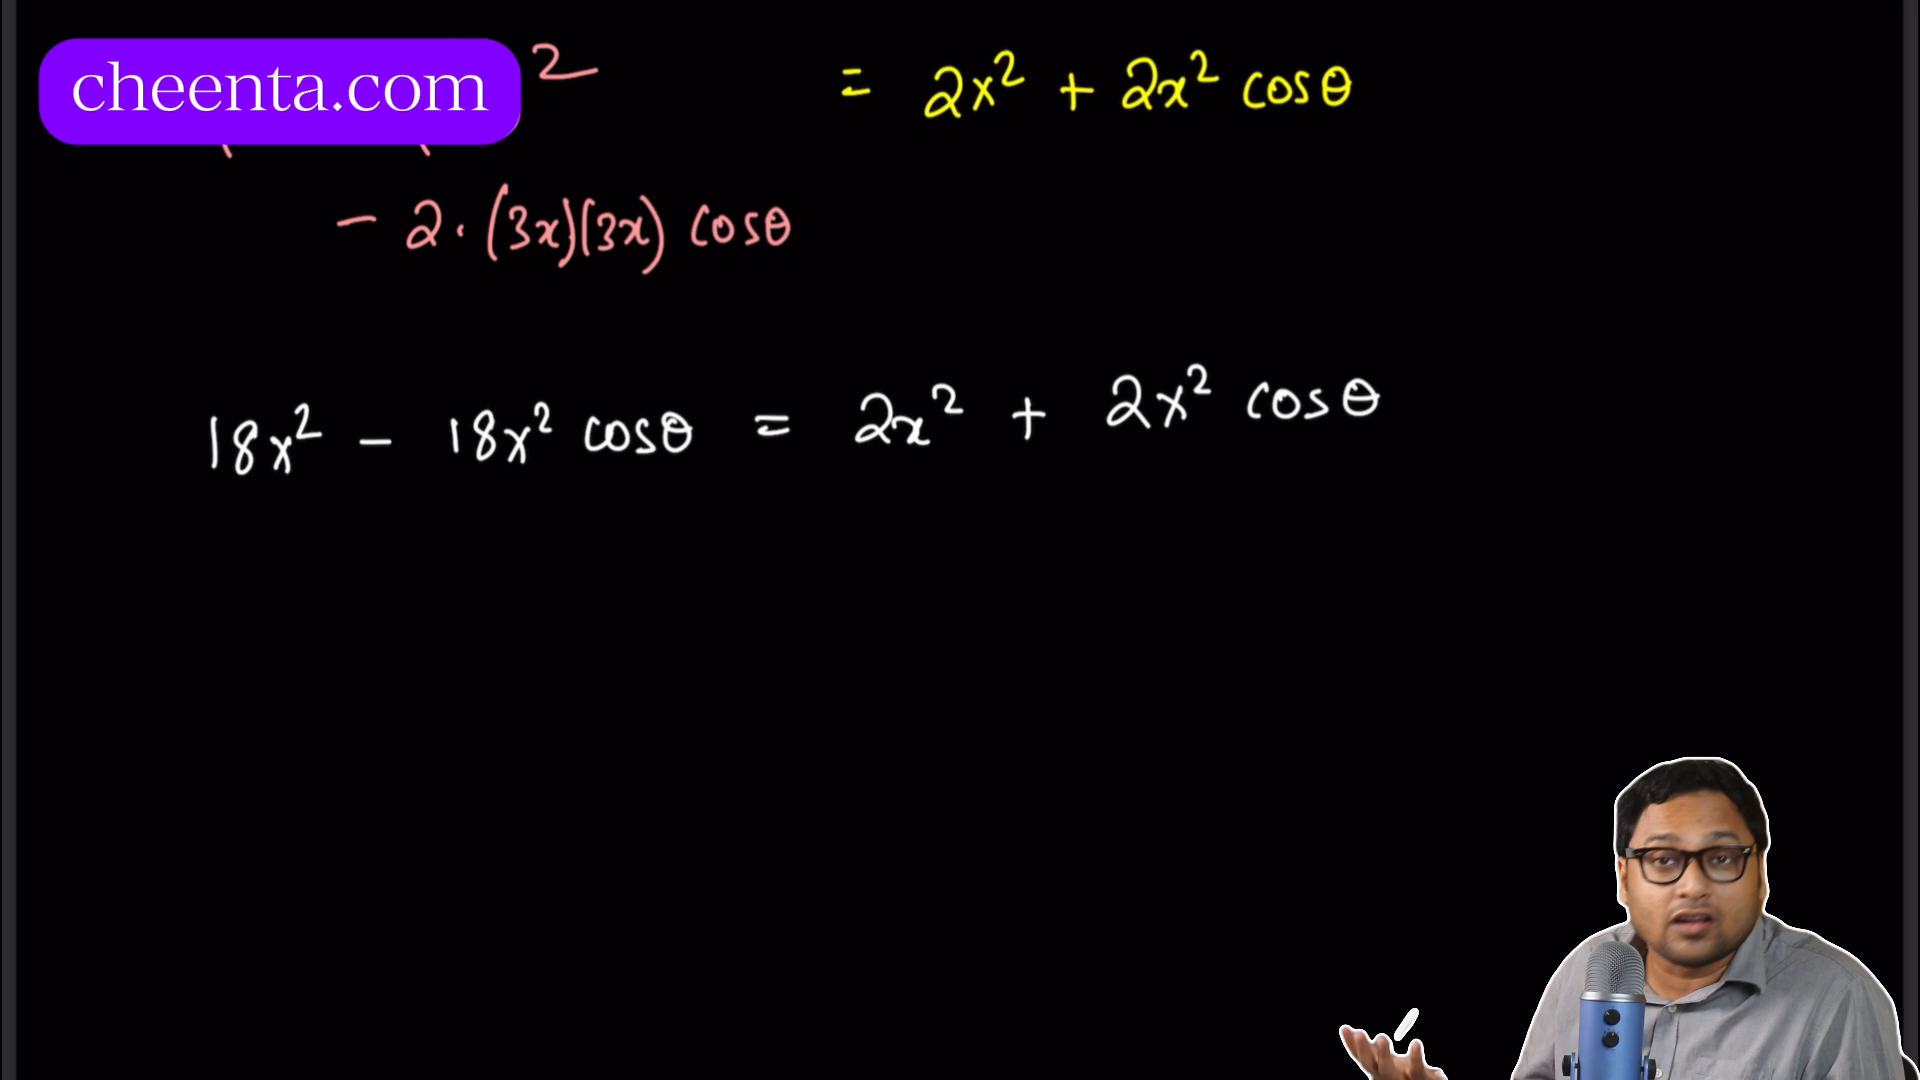 cheenta.com 2 = 2x² + 2x² cosθ
- 2·(3x)(3x) cosθ
18x² - 18x² cosθ = 2x² + 2x² cosθ